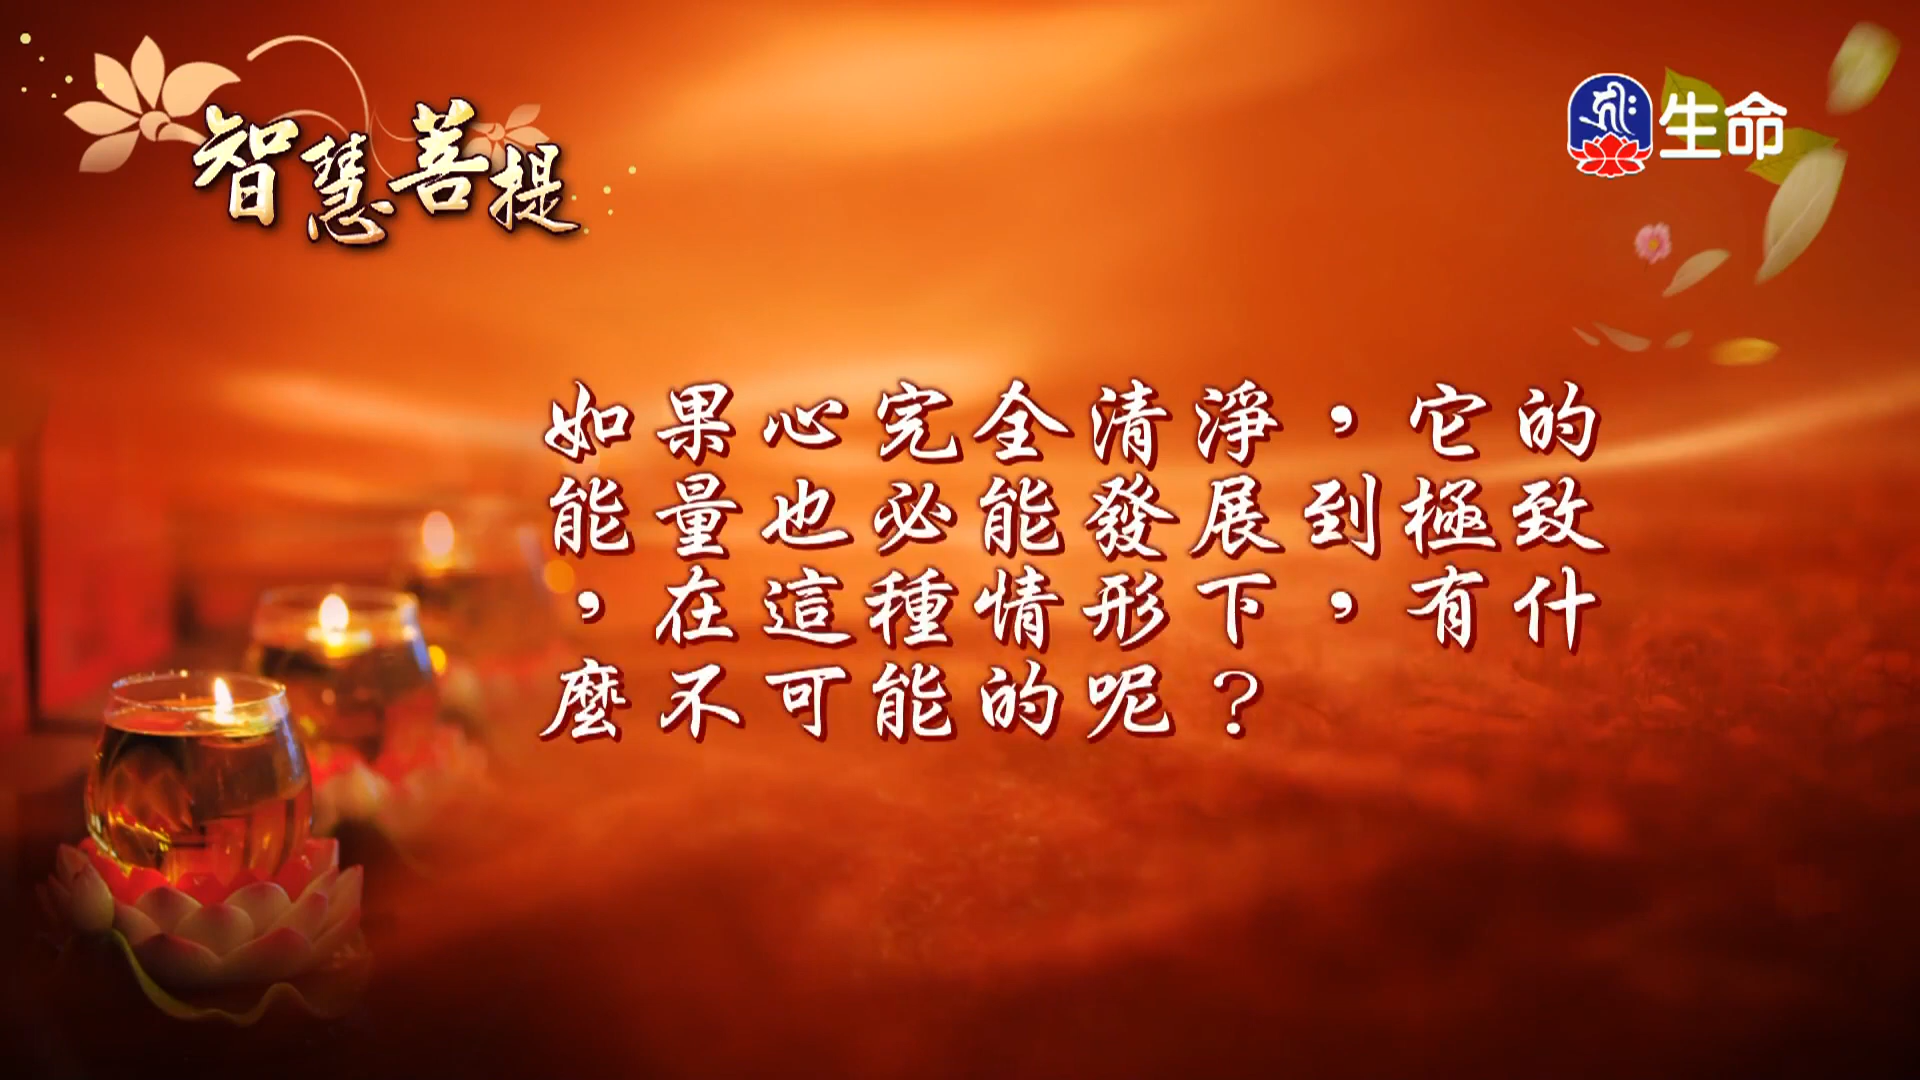 智慧菩提
生命
如果心完全清淨，它的
能量也必能發展到極致
，在這種情形下，有什
麼不可能的呢？